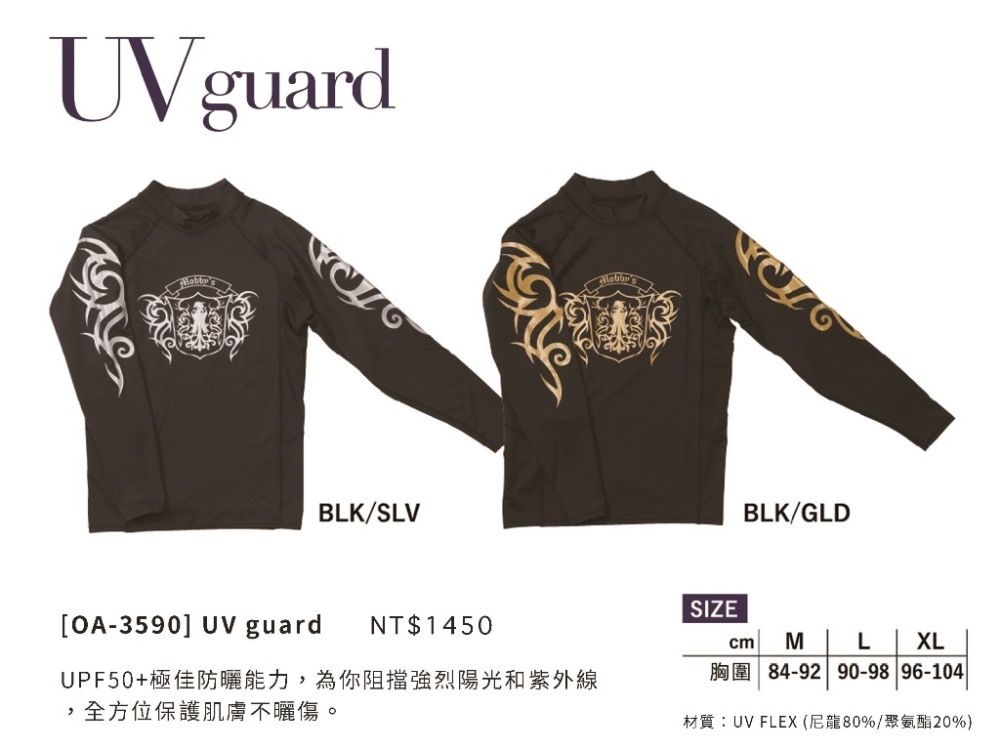 UV guard
Mobby's
Mobby's
BLK/SLV
BLK/GLD
[OA-3590] UV guard NT$1450
UPF50+極佳防曬能力，為你阻擋強烈陽光和紫外線
，全方位保護肌膚不曬傷。
SIZE
cm M L XL
胸圍 84-92 90-98 96-104
材質：UV FLEX (尼龍80%/聚氨酯20%)